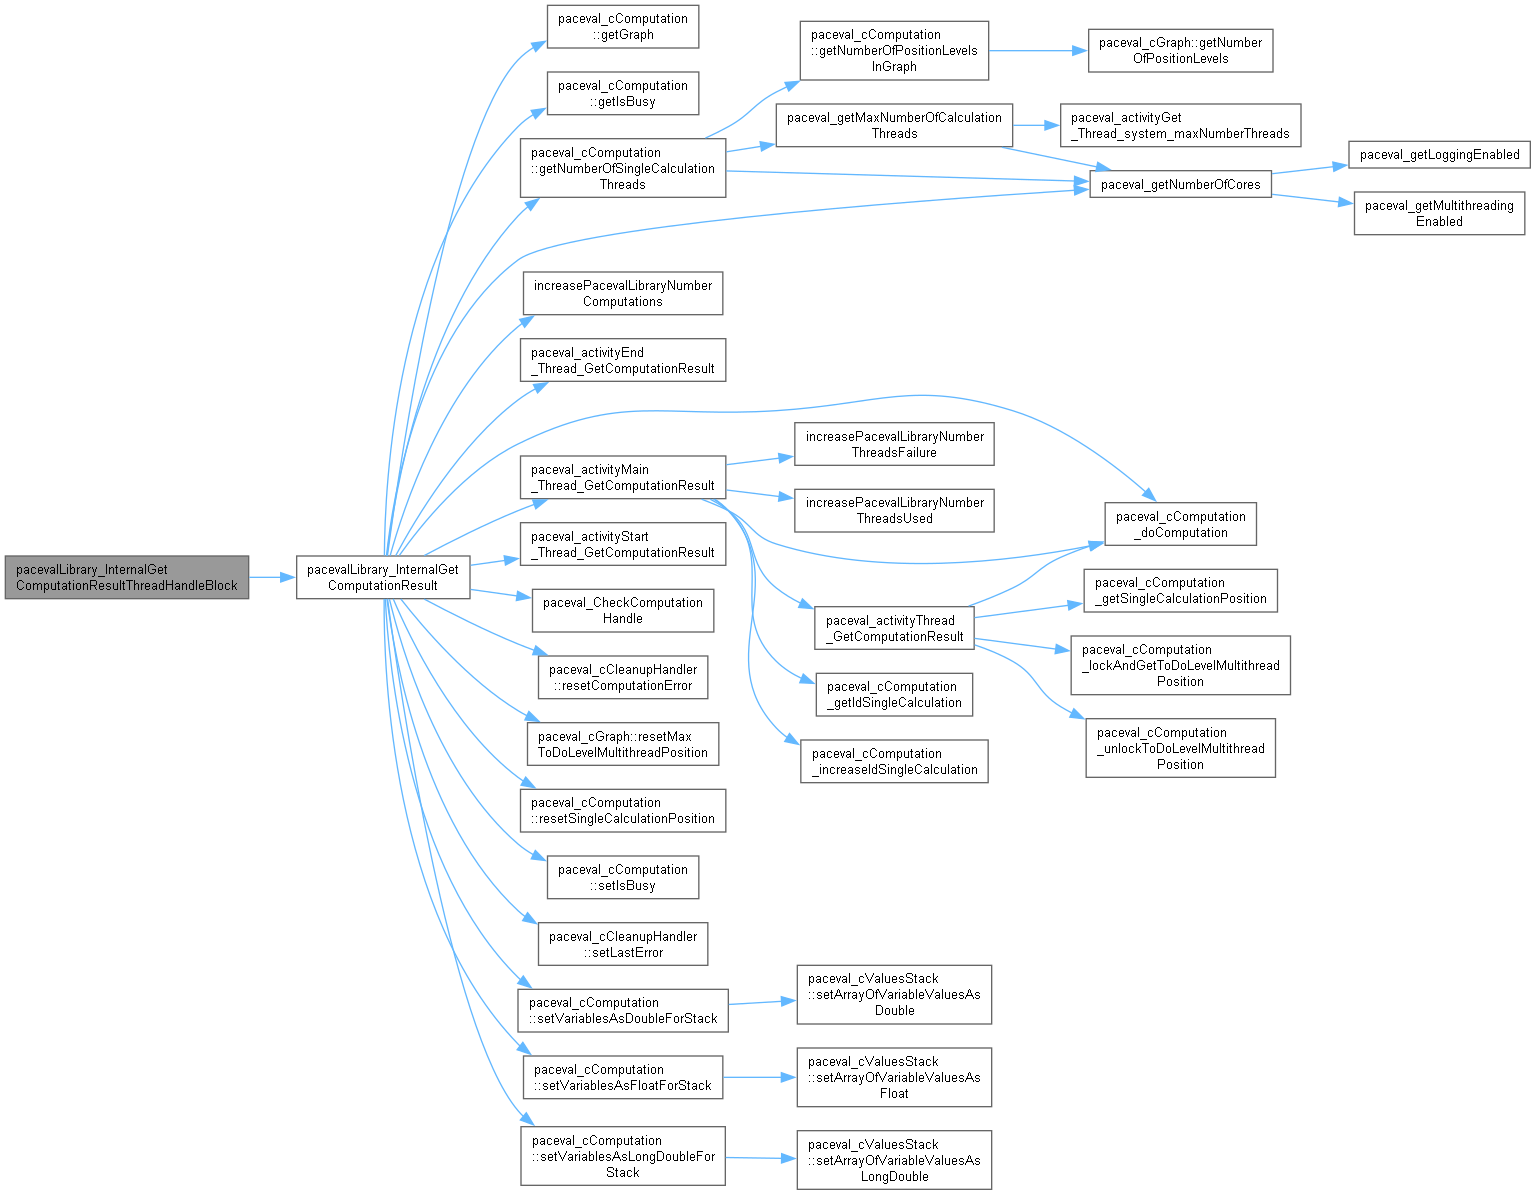 pacevalLibrary_InternalGet
ComputationResultThreadHandleBlock
pacevalLibrary_InternalGet
ComputationResult
paceval_cComputation
::getGraph
paceval_cComputation
::getIsBusy
paceval_cComputation
::getNumberOfSingleCalculation
Threads
increasePacevalLibraryNumber
Computations
paceval_activityEnd
_Thread_GetComputationResult
paceval_activityMain
_Thread_GetComputationResult
paceval_activityStart
_Thread_GetComputationResult
paceval_CheckComputation
Handle
paceval_cCleanupHandler
::resetComputationError
paceval_cGraph::resetMax
ToDoLevelMultithreadPosition
paceval_cComputation
::resetSingleCalculationPosition
paceval_cComputation
::setIsBusy
paceval_cCleanupHandler
::setLastError
paceval_cComputation
::setVariablesAsDoubleForStack
paceval_cComputation
::setVariablesAsFloatForStack
paceval_cComputation
::setVariablesAsLongDoubleFor
Stack
paceval_cComputation
::getNumberOfPositionLevels
InGraph
paceval_getMaxNumberOfCalculation
Threads
increasePacevalLibraryNumber
ThreadsFailure
increasePacevalLibraryNumber
ThreadsUsed
paceval_activityThread
_GetComputationResult
paceval_cComputation
_getIdSingleCalculation
paceval_cComputation
_increaseIdSingleCalculation
paceval_cValuesStack
::setArrayOfVariableValuesAs
Double
paceval_cValuesStack
::setArrayOfVariableValuesAs
Float
paceval_cValuesStack
::setArrayOfVariableValuesAs
LongDouble
paceval_cGraph::getNumber
OfPositionLevels
paceval_activityGet
_Thread_system_maxNumberThreads
paceval_getNumberOfCores
paceval_cComputation
_doComputation
paceval_cComputation
_getSingleCalculationPosition
paceval_cComputation
_lockAndGetToDoLevelMultithread
Position
paceval_cComputation
_unlockToDoLevelMultithread
Position
paceval_getLoggingEnabled
paceval_getMultithreading
Enabled